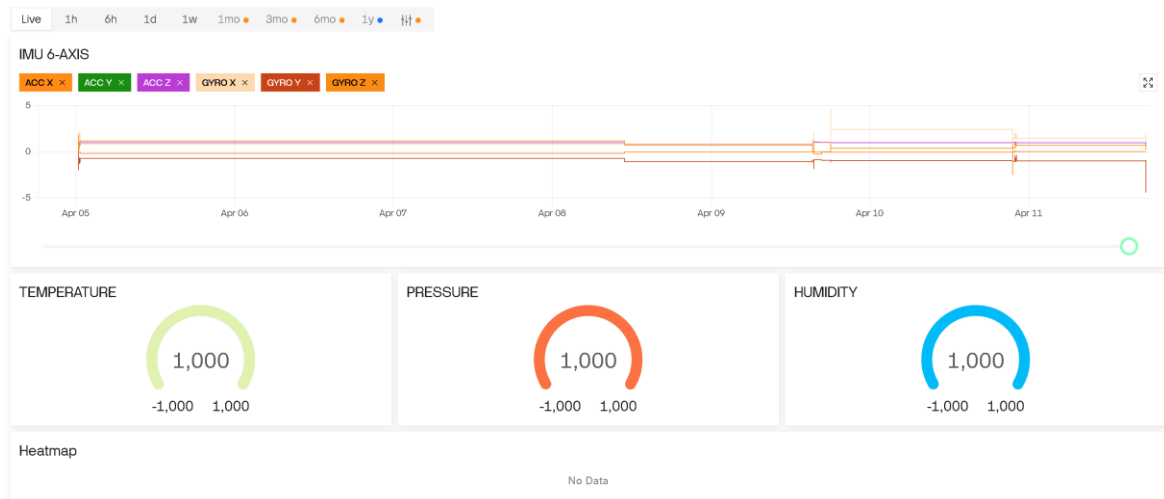 Live 1h 6h 1d 1w 1mo 3mo 6mo 1y
IMU 6-AXIS
ACC X × ACC Y × ACC Z × GYRO X × GYRO Y × GYRO Z ×
5
0
-5
Apr 05 Apr 06 Apr 07 Apr 08 Apr 09 Apr 10 Apr 11
TEMPERATURE PRESSURE HUMIDITY
1,000 1,000 1,000
-1,000 1,000 -1,000 1,000 -1,000 1,000
Heatmap
No Data